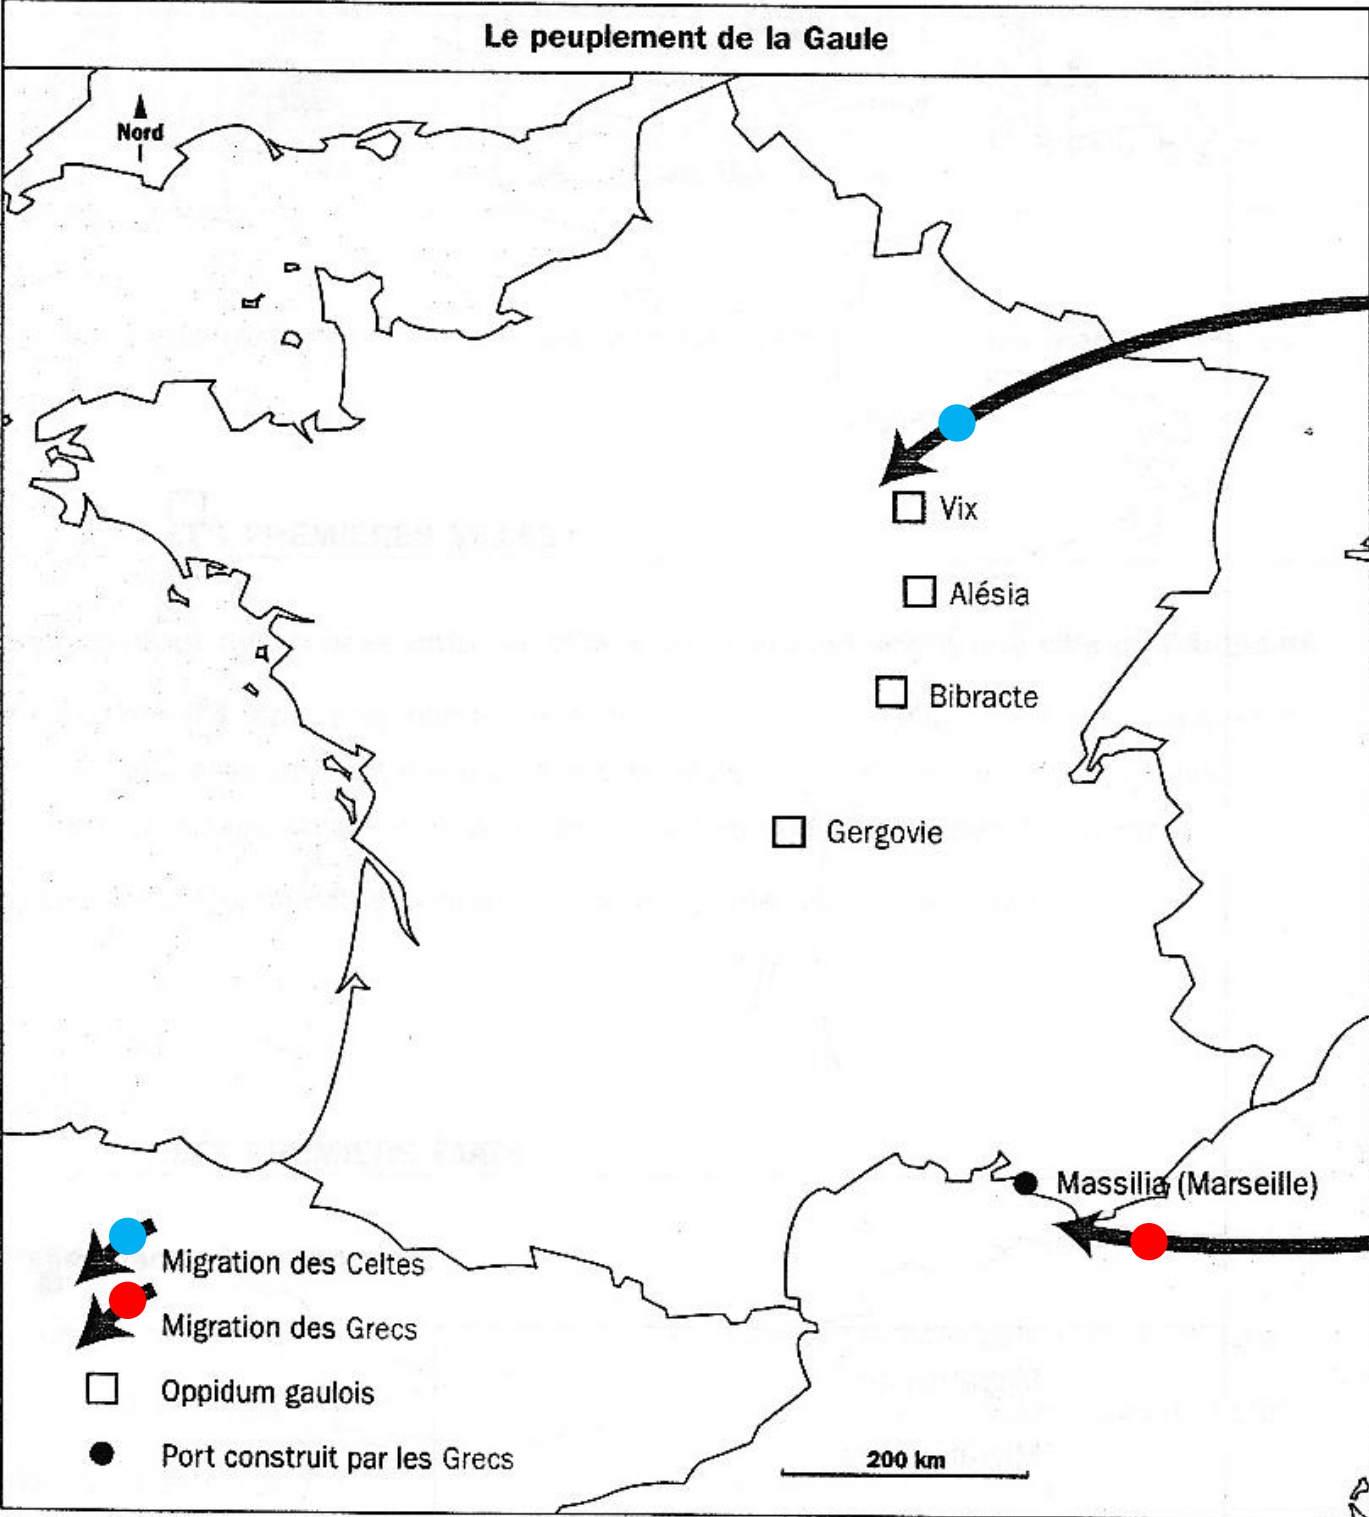 Le peuplement de la Gaule
Nord
Vix
Alésia
Bibracte
Gergovie
Massilia (Marseille)
Migration des Celtes
Migration des Grecs
Oppidum gaulois
Port construit par les Grecs
200 km